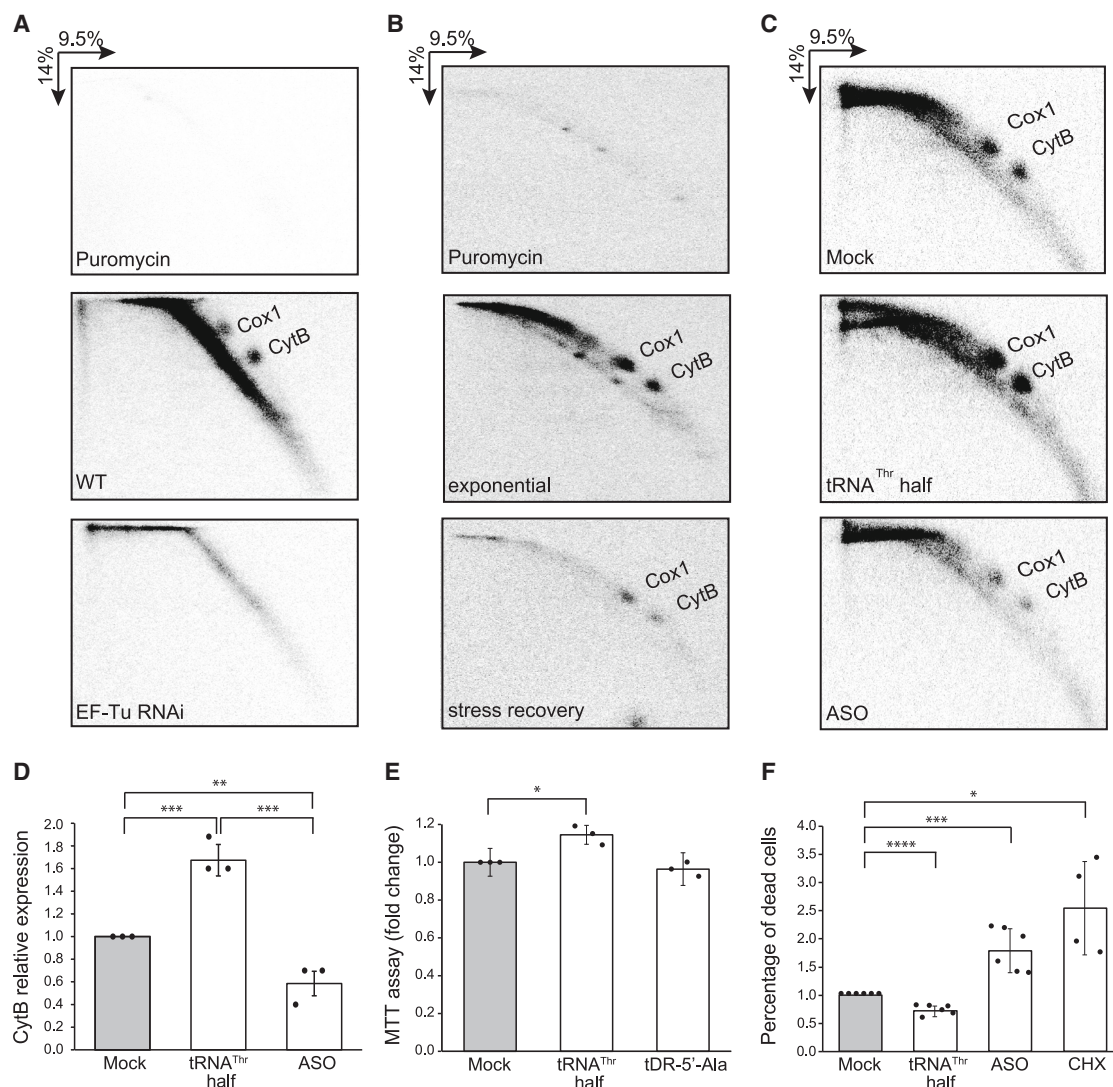 A
9.5%
14%
Puromycin
Cox1
CytB
WT
EF-Tu RNAi
B
9.5%
14%
Puromycin
Cox1
CytB
exponential
Cox1
CytB
stress recovery
C
9.5%
14%
Cox1
CytB
Mock
Cox1
CytB
tRNAThr half
Cox1
CytB
ASO
D
CytB relative expression
2.0
1.8
1.6
1.4
1.2
1.0
0.8
0.6
0.4
0.2
0.0
**
*** ***
Mock tRNAThr ASO
half
E
MTT assay (fold change)
1.4
1.2
1.0
0.8
0.6
0.4
0.2
0.0
*
Mock tRNAThr tDR-5'-Ala
half
F
Percentage of dead cells
4.0
3.5
3.0
2.5
2.0
1.5
1.0
0.5
0.0
*
***
****
Mock tRNAThr ASO CHX
half